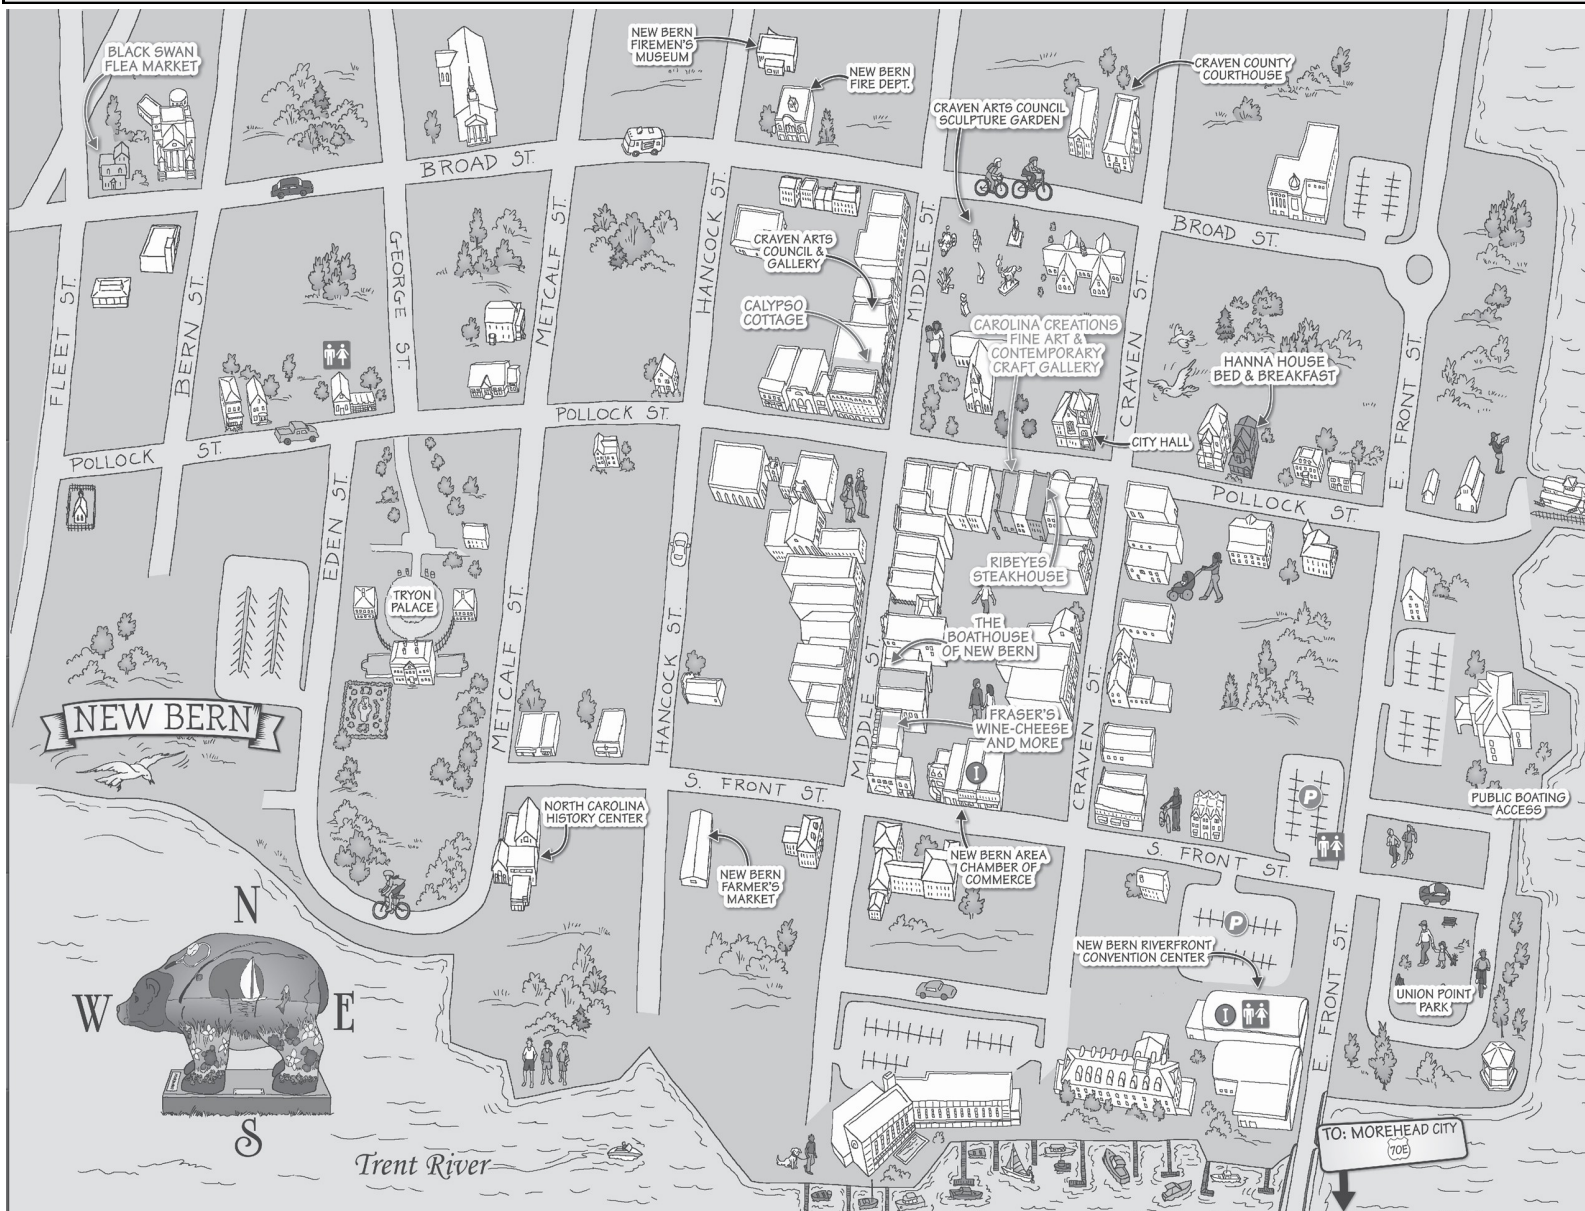 BLACK SWAN
FLEA MARKET
NEW BERN
FIREMEN'S
MUSEUM
NEW BERN
FIRE DEPT.
CRAVEN COUNTY
COURTHOUSE
CRAVEN ARTS COUNCIL
SCULPTURE GARDEN
BROAD ST.
BROAD ST.
FLEET ST.
BERN ST.
GEORGE ST.
METCALF ST.
HANCOCK ST.
MIDDLE ST.
CRAVEN ST.
E. FRONT ST.
CRAVEN ARTS
COUNCIL &
GALLERY
CALYPSO
COTTAGE
CAROLINA CREATIONS
FINE ART &
CONTEMPORARY
CRAFT GALLERY
HANNA HOUSE
BED & BREAKFAST
CITY HALL
POLLOCK ST.
POLLOCK ST.
POLLOCK ST.
EDEN ST.
TRYON
PALACE
RIBEYES
STEAKHOUSE
THE
BOATHOUSE
OF NEW BERN
METCALF ST.
HANCOCK ST.
MIDDLE ST.
CRAVEN ST.
NEW BERN
FRASER'S
WINE-CHEESE
AND MORE
I
S. FRONT ST.
P
PUBLIC BOATING
ACCESS
NORTH CAROLINA
HISTORY CENTER
NEW BERN
FARMER'S
MARKET
NEW BERN AREA
CHAMBER OF
COMMERCE
S. FRONT ST.
P
NEW BERN RIVERFRONT
CONVENTION CENTER
I
E. FRONT ST.
UNION POINT
PARK
N
W
E
S
Trent River
TO: MOREHEAD CITY
70E